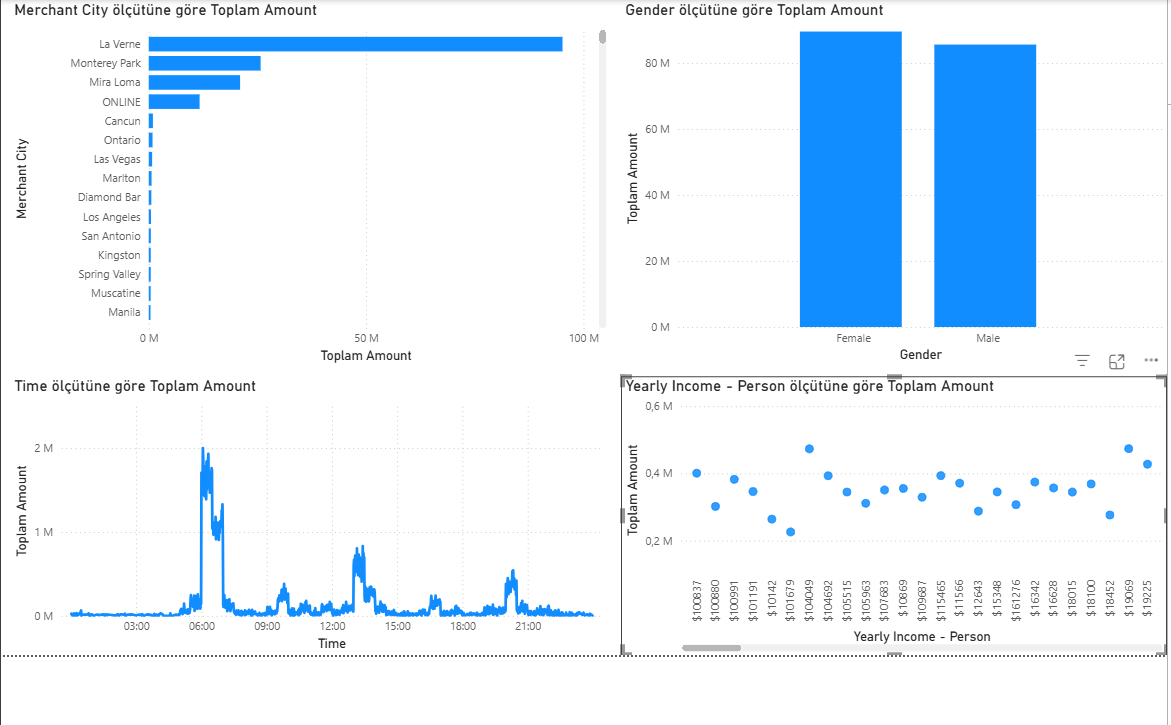 Merchant City ölçütüne göre Toplam Amount
Merchant City
La Verne
Monterey Park
Mira Loma
ONLINE
Cancun
Ontario
Las Vegas
Marlton
Diamond Bar
Los Angeles
San Antonio
Kingston
Spring Valley
Muscatine
Manila
0 M
50 M
100 M
Toplam Amount
Gender ölçütüne göre Toplam Amount
Toplam Amount
80 M
60 M
40 M
20 M
0 M
Female
Male
Gender
Time ölçütüne göre Toplam Amount
Toplam Amount
2 M
1 M
0 M
03:00
06:00
09:00
12:00
15:00
18:00
21:00
Time
Yearly Income - Person ölçütüne göre Toplam Amount
Toplam Amount
0,6 M
0,4 M
0,2 M
$100837
$100880
$100991
$101191
$10142
$101679
$104049
$104692
$105515
$105963
$107683
$10869
$109687
$115465
$11566
$12643
$15348
$161276
$16342
$16628
$18015
$18100
$18452
$19069
$19225
Yearly Income - Person